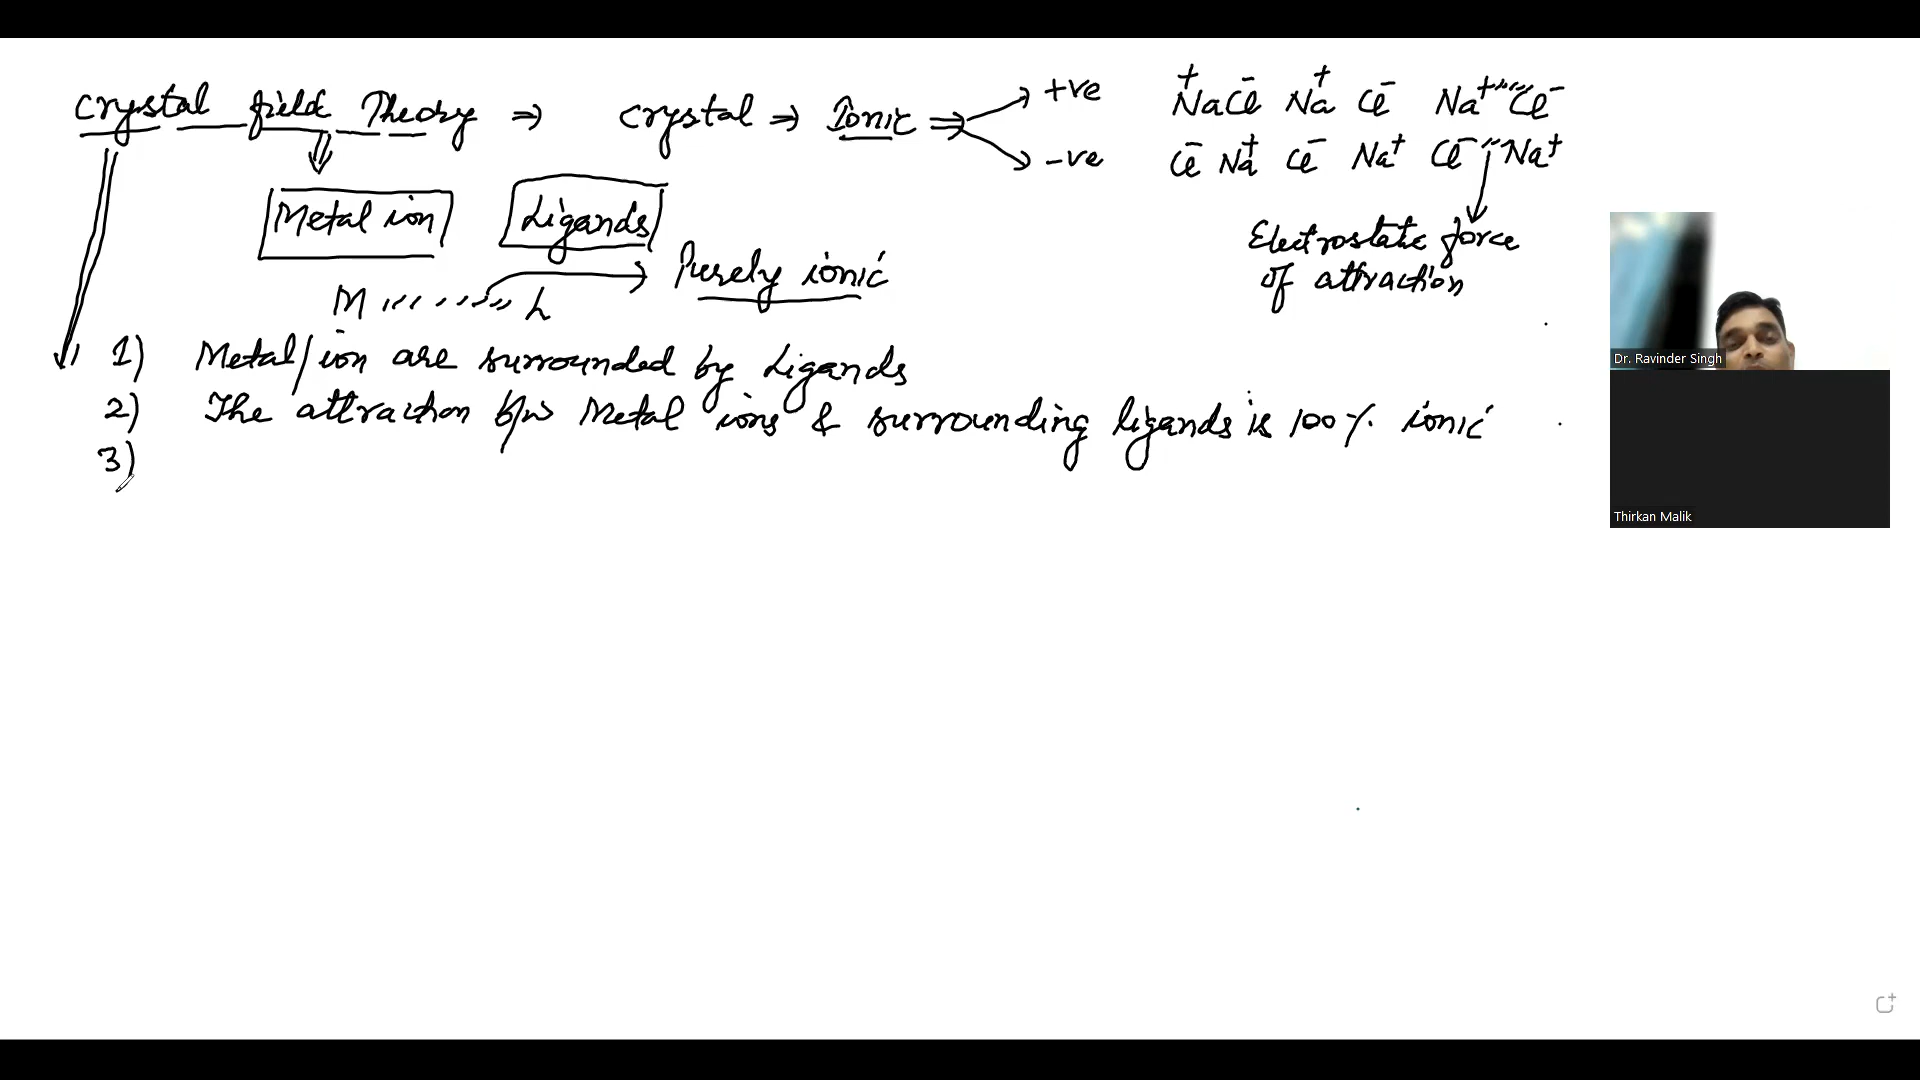 Crystal field Theory ⇒ crystal ⇒ Ionic ⇒ +ve
-ve
Na⁺Cl⁻ Na⁺ Cl⁻ Na⁺ Cl⁻
Cl⁻ Na⁺ Cl⁻ Na⁺ Cl⁻ Na⁺
Metal ion Ligands
Electrostatic force
of attraction
M L Purely ionic
1) Metal/ion are surrounded by Ligands
2) The attraction b/w Metal ions & surrounding ligands is 100% ionic
3)
Dr. Ravinder Singh
Thirkan Malik